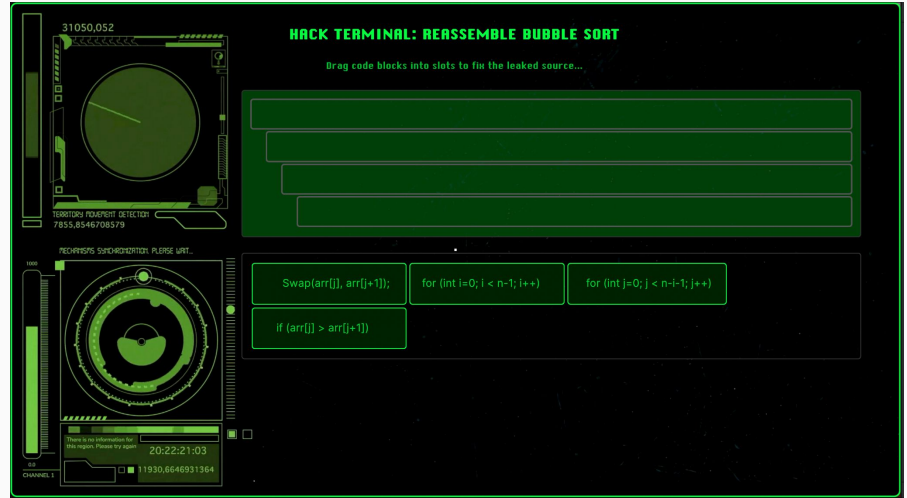 31050,052
HACK TERMINAL: REASSEMBLE BUBBLE SORT
Drag code blocks into slots to fix the leaked source...
TERRITORY MOVEMENT DETECTION
7855,8546708579
MECHANISMS SYNCHRONIZATION. PLEASE WAIT...
1000
Swap(arr[j], arr[j+1]);
for (int i=0; i < n-1; i++)
for (int j=0; j < n-i-1; j++)
if (arr[j] > arr[j+1])
There is no information for
this region. Please try again
20:22:21:03
11930,6646931364
0.0
CHANNEL 1